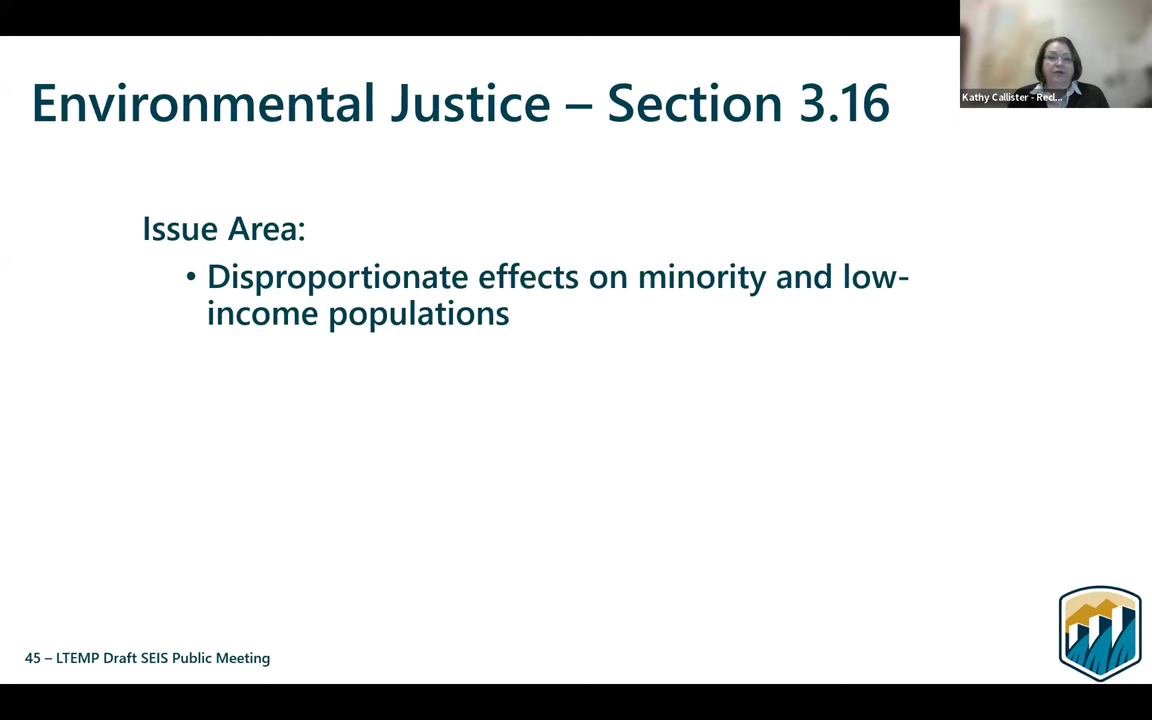 Environmental Justice – Section 3.16
Kathy Callister - Recl...
Issue Area:
• Disproportionate effects on minority and low-
income populations
45 – LTEMP Draft SEIS Public Meeting